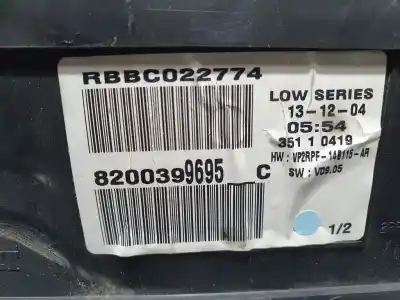 RBBC022774
LOW SERIES
13-12-04
05:54
351 1 0419
HW : VP2RPF-14B115-AR
SW : V09.05
8200399695 C
1/2